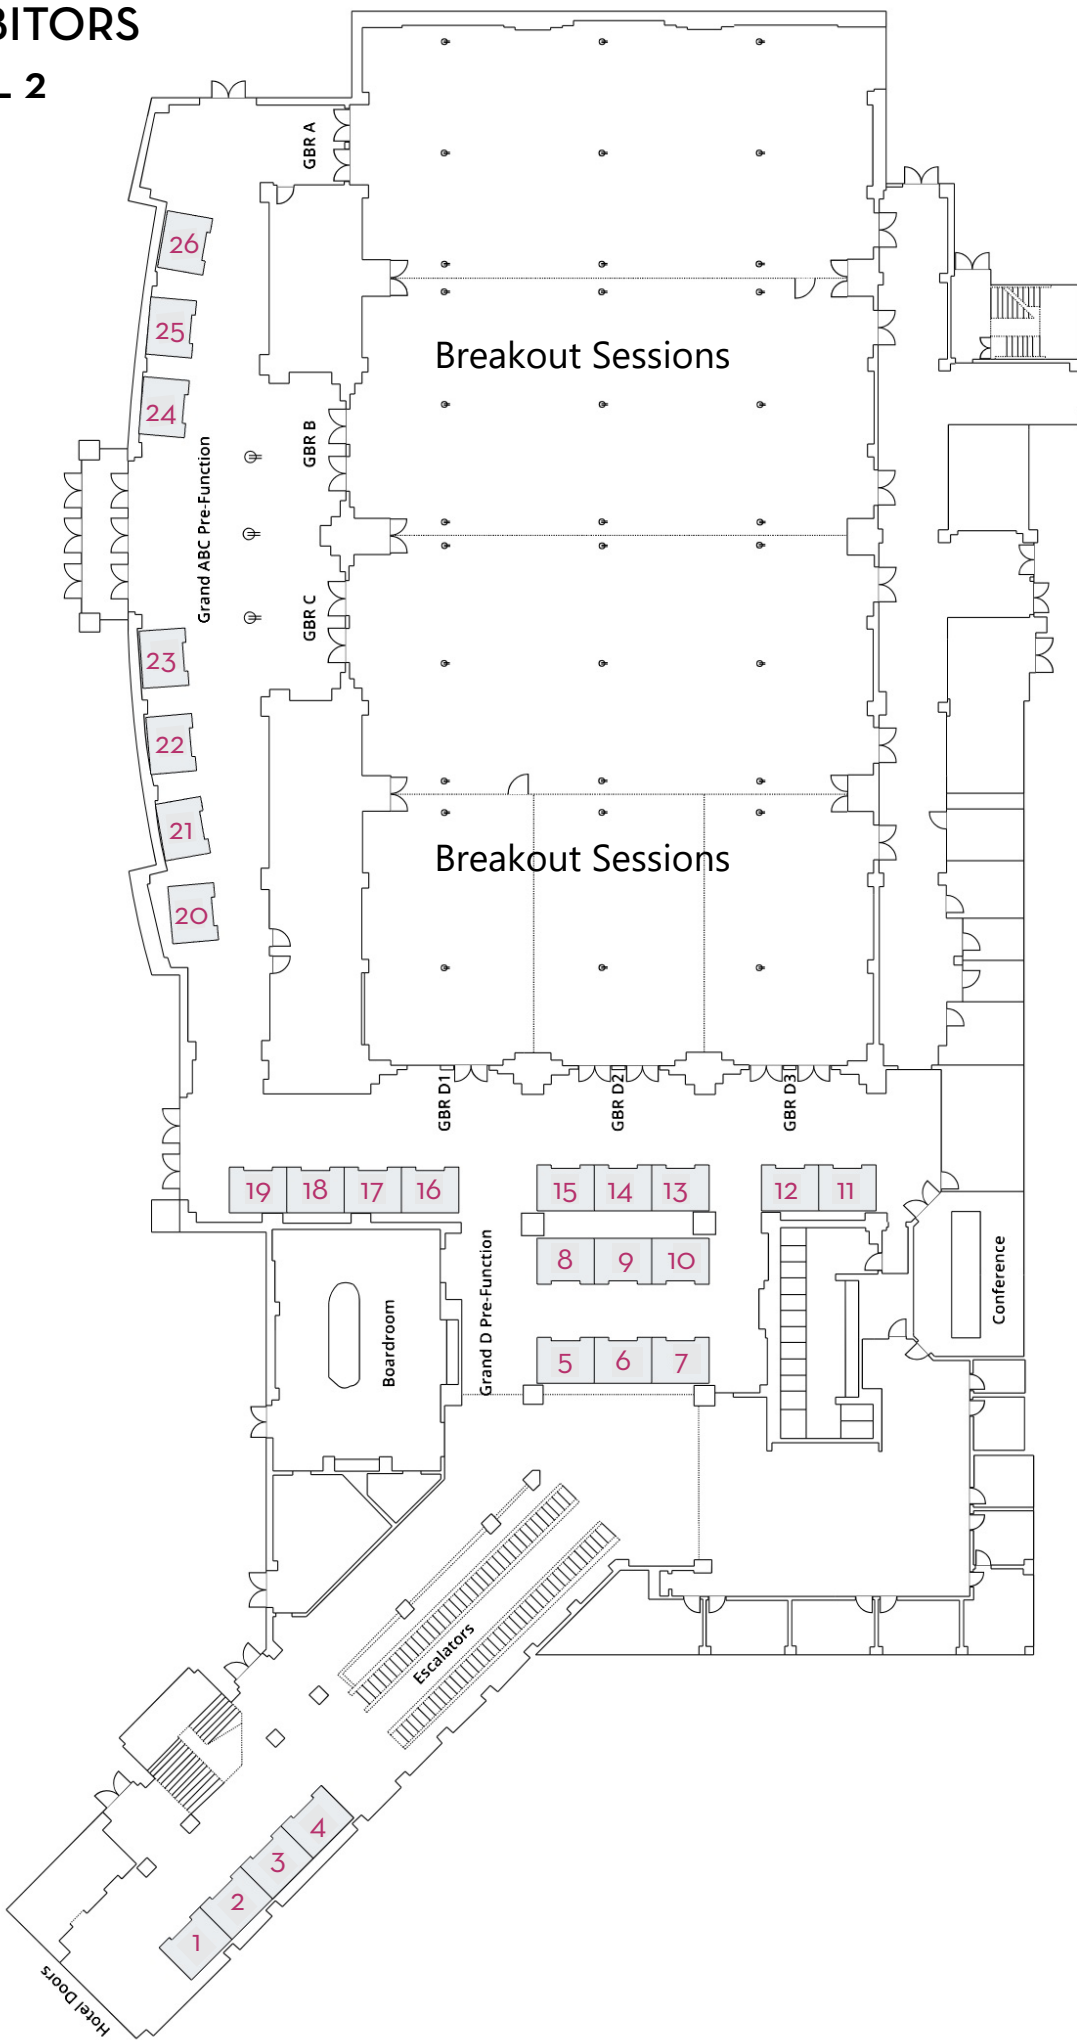 BITORS
L 2
GBR A
26
25
Breakout Sessions
24
GBR B
Grand ABC Pre-Function
GBR C
23
22
21
Breakout Sessions
20
GBR D1
GBR D2
GBR D3
19 18 17 16 15 14 13 12 11
8 9 10
Grand D Pre-Function
Conference
Boardroom
5 6 7
Escalators
4
3
2
1
Hotel Doors